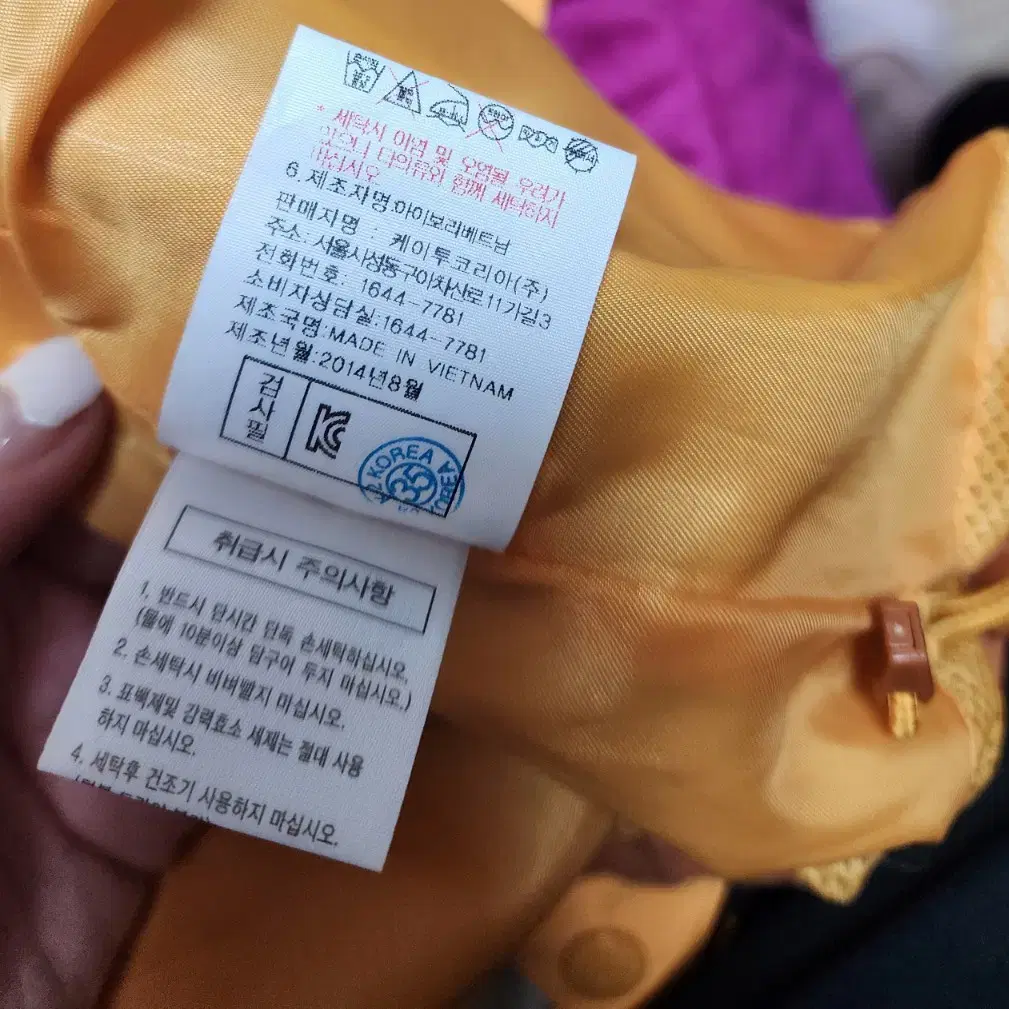 * 세탁시 이염 및 오염될 우려가
있으니 다의류와 함께 세탁하지
마십시오
6.제조자명:아이보리베트남
판매자명 : 케이투코리아(주)
주소: 서울시성동구아차산로11가길3
전화번호: 1644-7781
소비자상담실:1644-7781
제조국명:MADE IN VIETNAM
제조년월:2014년8월
검사필
KC
KOREA
35
취급시 주의사항
1. 반드시 단시간 단독 손세탁하십시오.
(물에 10분이상 담구어 두지 마십시오.)
2. 손세탁시 비벼빨지 마십시오.
3. 표백제및 강력효소 세제는 절대 사용
하지 마십시오.
4. 세탁후 건조기 사용하지 마십시오.